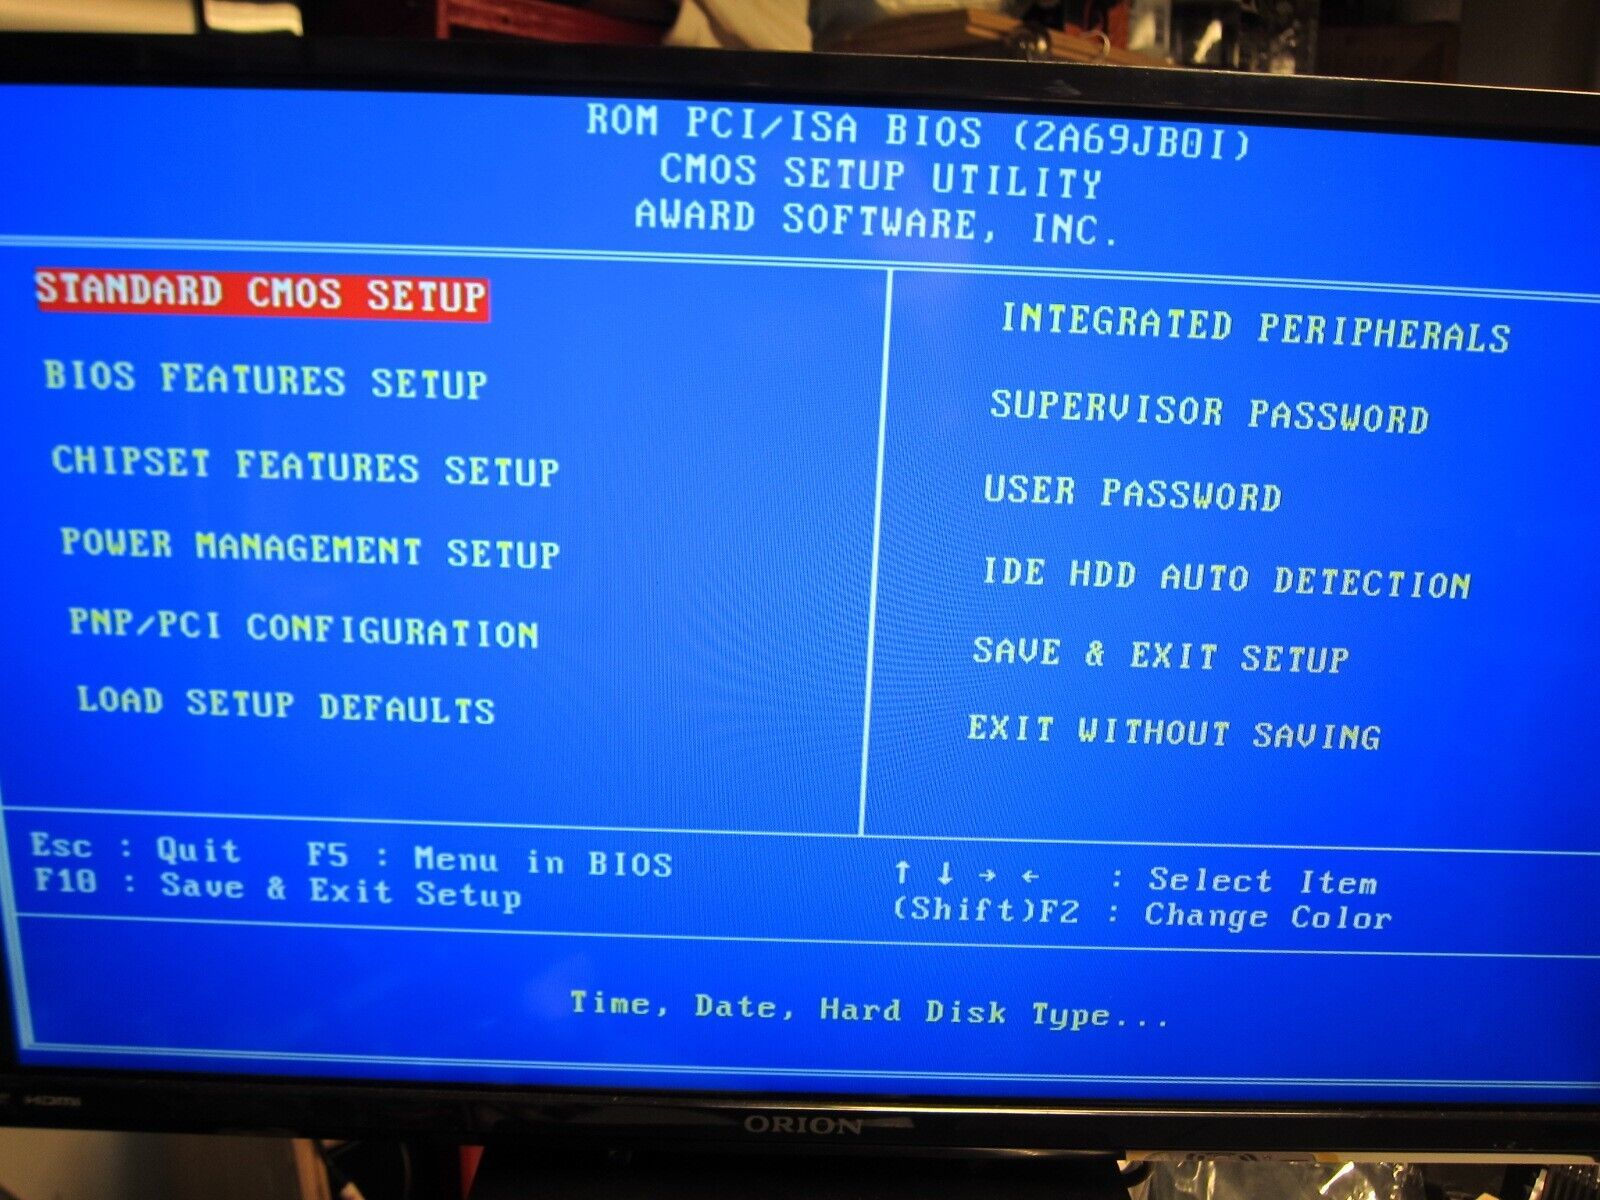 ROM PCI/ISA BIOS (2A69JB0I)
CMOS SETUP UTILITY
AWARD SOFTWARE, INC.
STANDARD CMOS SETUP
BIOS FEATURES SETUP
CHIPSET FEATURES SETUP
POWER MANAGEMENT SETUP
PNP/PCI CONFIGURATION
LOAD SETUP DEFAULTS
INTEGRATED PERIPHERALS
SUPERVISOR PASSWORD
USER PASSWORD
IDE HDD AUTO DETECTION
SAVE & EXIT SETUP
EXIT WITHOUT SAVING
Esc : Quit F5 : Menu in BIOS
F10 : Save & Exit Setup
↑ ↓ → ← : Select Item
(Shift)F2 : Change Color
Time, Date, Hard Disk Type...
HDMI
ORION